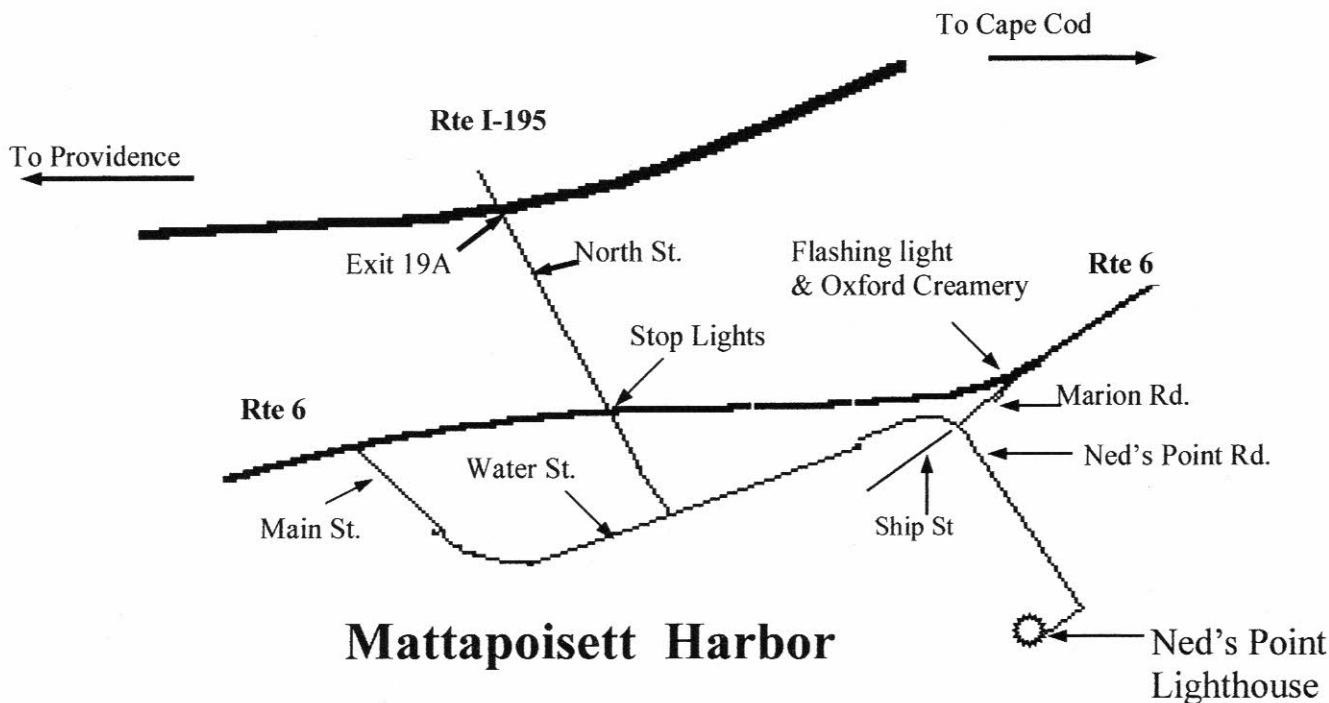 To Cape Cod
Rte I-195
To Providence
Exit 19A
North St.
Flashing light
& Oxford Creamery
Rte 6
Stop Lights
Rte 6
Marion Rd.
Water St.
Ned's Point Rd.
Main St.
Ship St
Mattapoisett Harbor
Ned's Point
Lighthouse